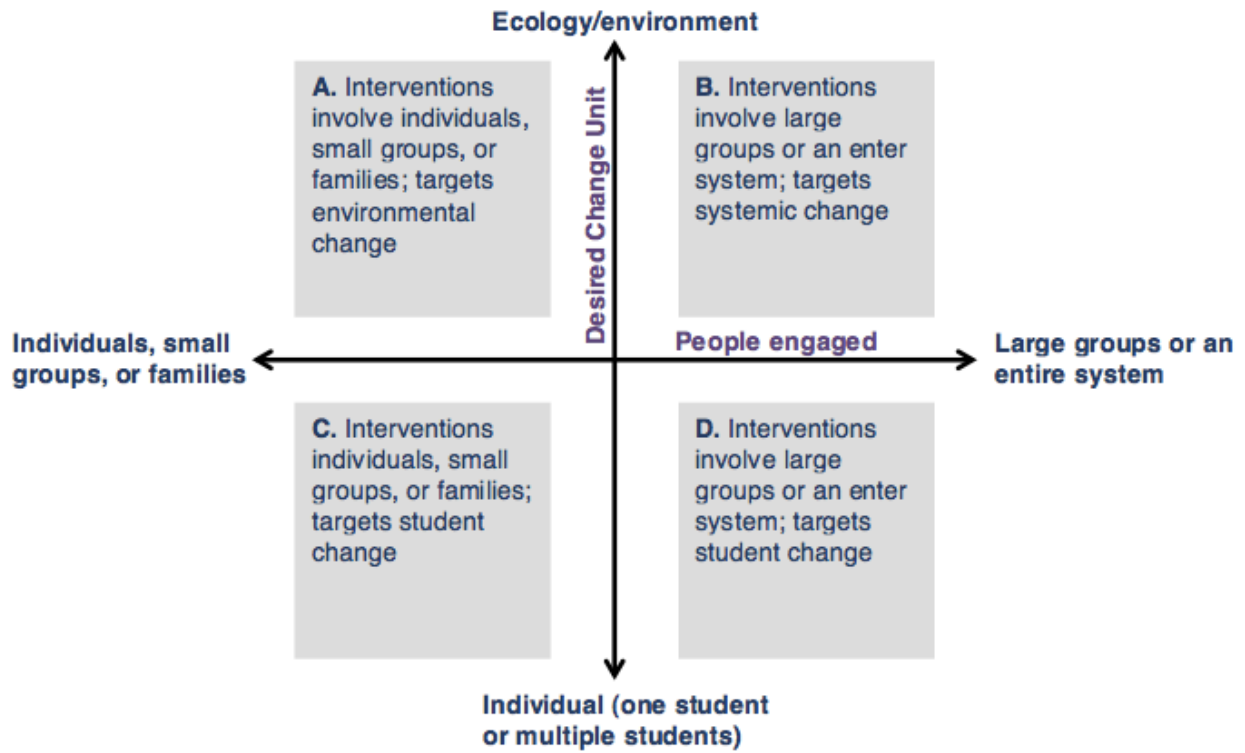 Ecology/environment
A. Interventions
involve individuals,
small groups, or
families; targets
environmental
change
Desired Change Unit
B. Interventions
involve large
groups or an enter
system; targets
systemic change
Individuals, small
groups, or families
People engaged
Large groups or an
entire system
C. Interventions
individuals, small
groups, or families;
targets student
change
D. Interventions
involve large
groups or an enter
system; targets
student change
Individual (one student
or multiple students)